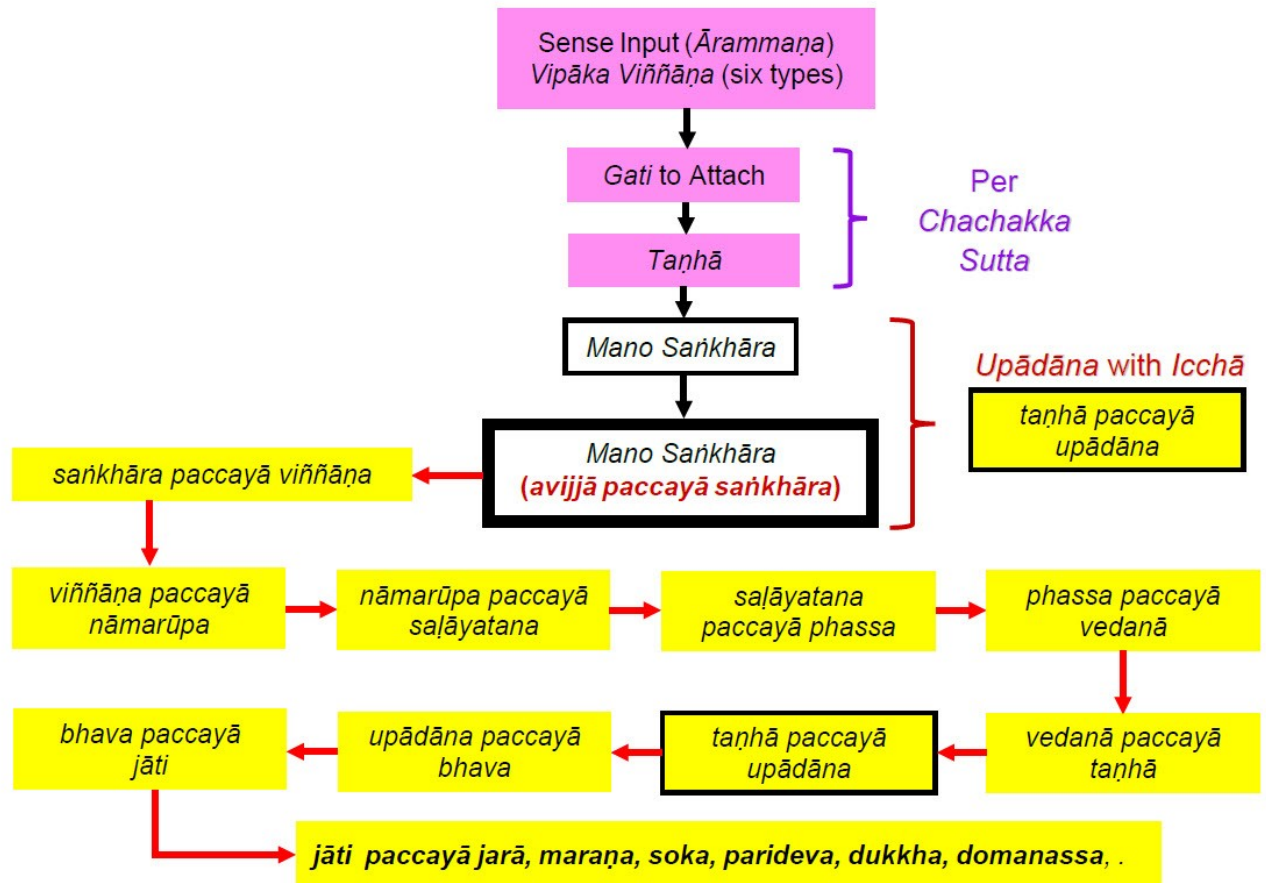 Sense Input (Ārammaṇa)
Vipāka Viññāṇa (six types)
Gati to Attach
Taṇhā
Per
Chachakka
Sutta
Mano Saṅkhāra
Upādāna with Icchā
taṇhā paccayā
upādāna
Mano Saṅkhāra
(avijjā paccayā saṅkhāra)
saṅkhāra paccayā viññāṇa
viññāṇa paccayā
nāmarūpa
nāmarūpa paccayā
saḷāyatana
saḷāyatana
paccayā phassa
phassa paccayā
vedanā
vedanā paccayā
taṇhā
taṇhā paccayā
upādāna
upādāna paccayā
bhava
bhava paccayā
jāti
jāti paccayā jarā, maraṇa, soka, parideva, dukkha, domanassa, .